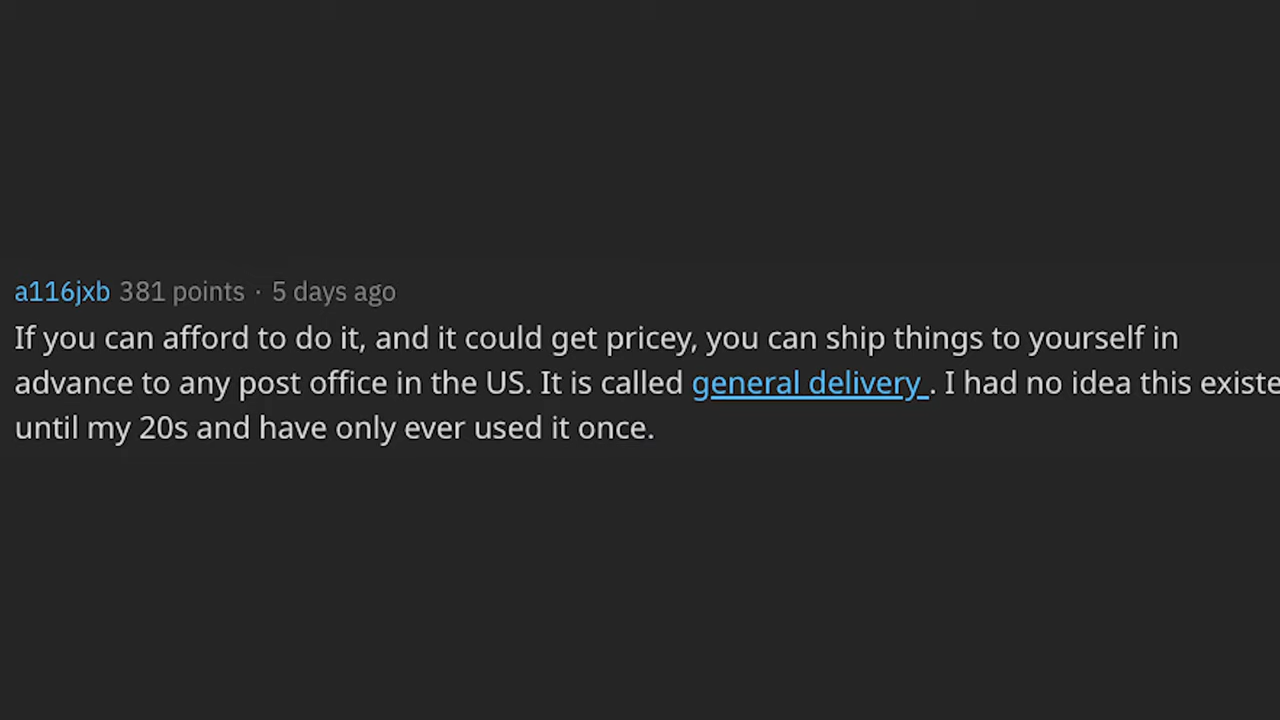 a116jxb 381 points · 5 days ago
If you can afford to do it, and it could get pricey, you can ship things to yourself in
advance to any post office in the US. It is called general delivery . I had no idea this existe
until my 20s and have only ever used it once.